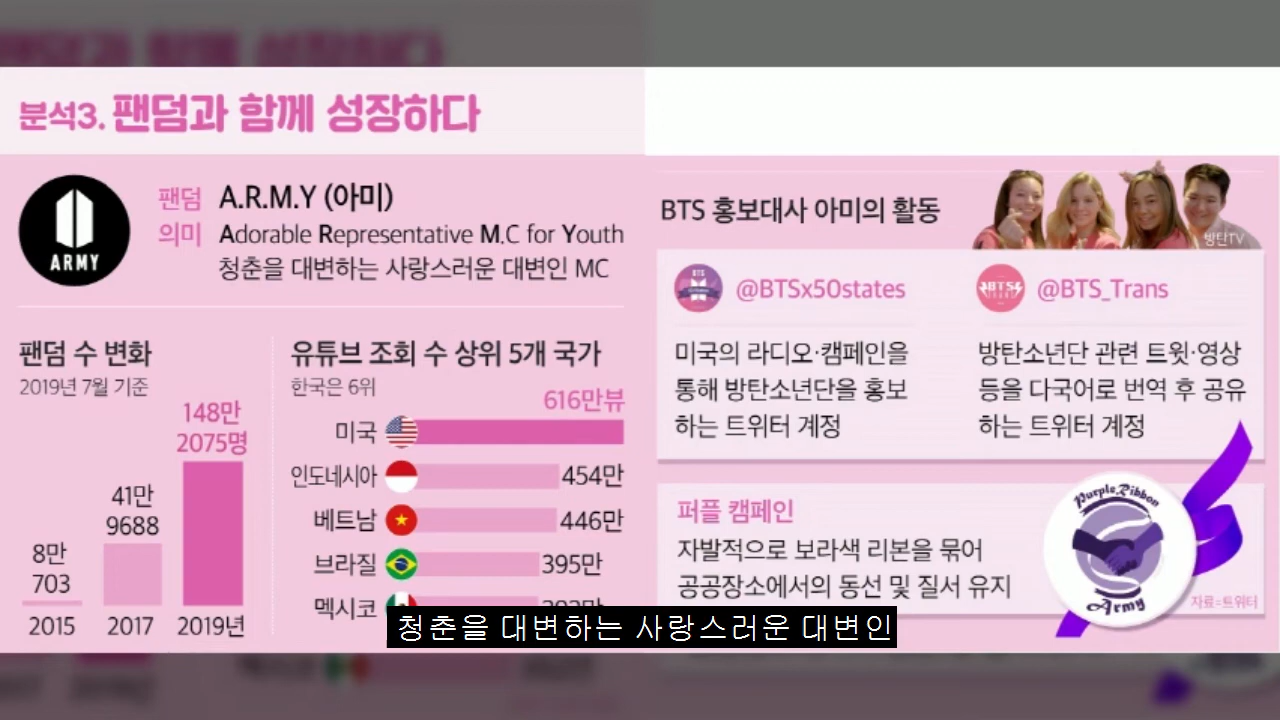 분석3. 팬덤과 함께 성장하다
ARMY
팬덤 A.R.M.Y (아미)
의미 Adorable Representative M.C for Youth
청춘을 대변하는 사랑스러운 대변인 MC
팬덤 수 변화
2019년 7월 기준
8만
703
41만
9688
148만
2075명
2015 2017 2019년
유튜브 조회 수 상위 5개 국가
한국은 6위
616만뷰
미국
인도네시아 454만
베트남 446만
브라질 395만
멕시코
BTS 홍보대사 아미의 활동
방탄TV
BTS
@BTSx50states
미국의 라디오·캠페인을
통해 방탄소년단을 홍보
하는 트위터 계정
BTS
TRANS
@BTS_Trans
방탄소년단 관련 트윗·영상
등을 다국어로 번역 후 공유
하는 트위터 계정
퍼플 캠페인
자발적으로 보라색 리본을 묶어
공공장소에서의 동선 및 질서 유지
Purple Ribbon
Army
자료=트위터
청춘을 대변하는 사랑스러운 대변인